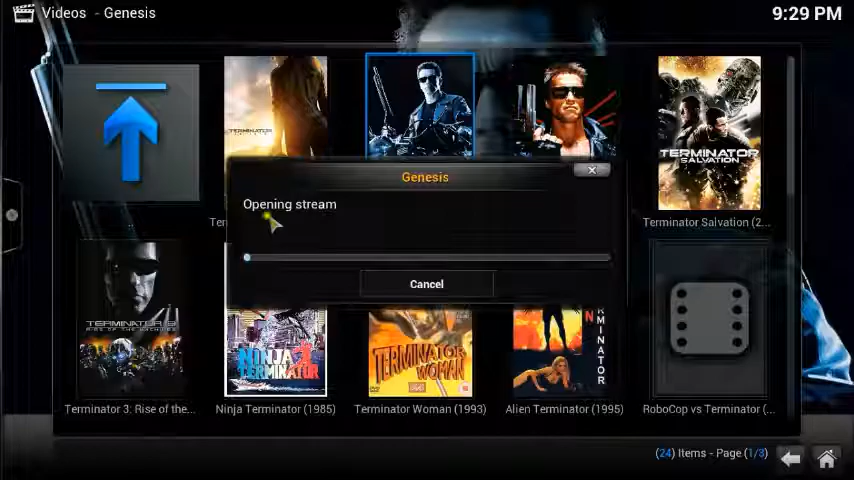 Videos - Genesis
9:29 PM
TERMINATOR
SALVATION
Genesis
Opening stream
Ter
Terminator Salvation (2...
Cancel
TERMINATOR 3
RISE OF THE MACHINES
NINJA
TERMINATOR
TERMINATOR
WOMAN
N
RMINATOR
Terminator 3: Rise of the...
Ninja Terminator (1985)
Terminator Woman (1993)
Alien Terminator (1995)
RoboCop vs Terminator (...
(24) Items - Page (1/3)